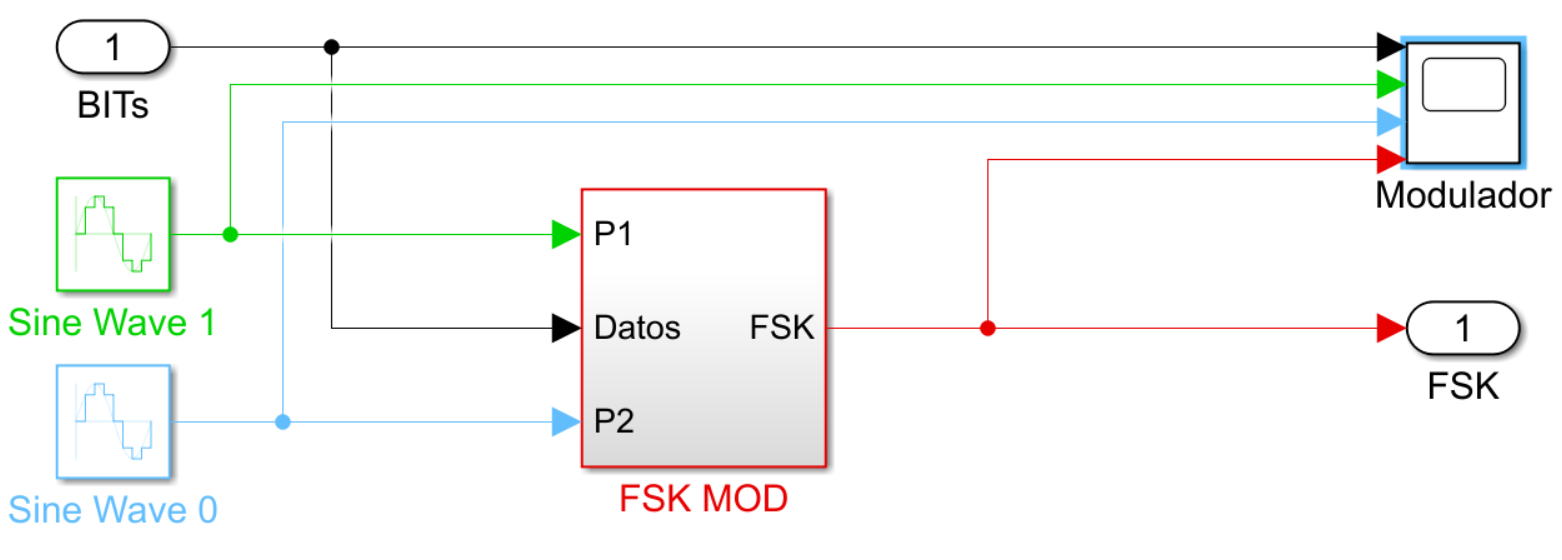 1
BITs
Modulador
Sine Wave 1
P1
Datos
FSK
P2
FSK MOD
1
FSK
Sine Wave 0